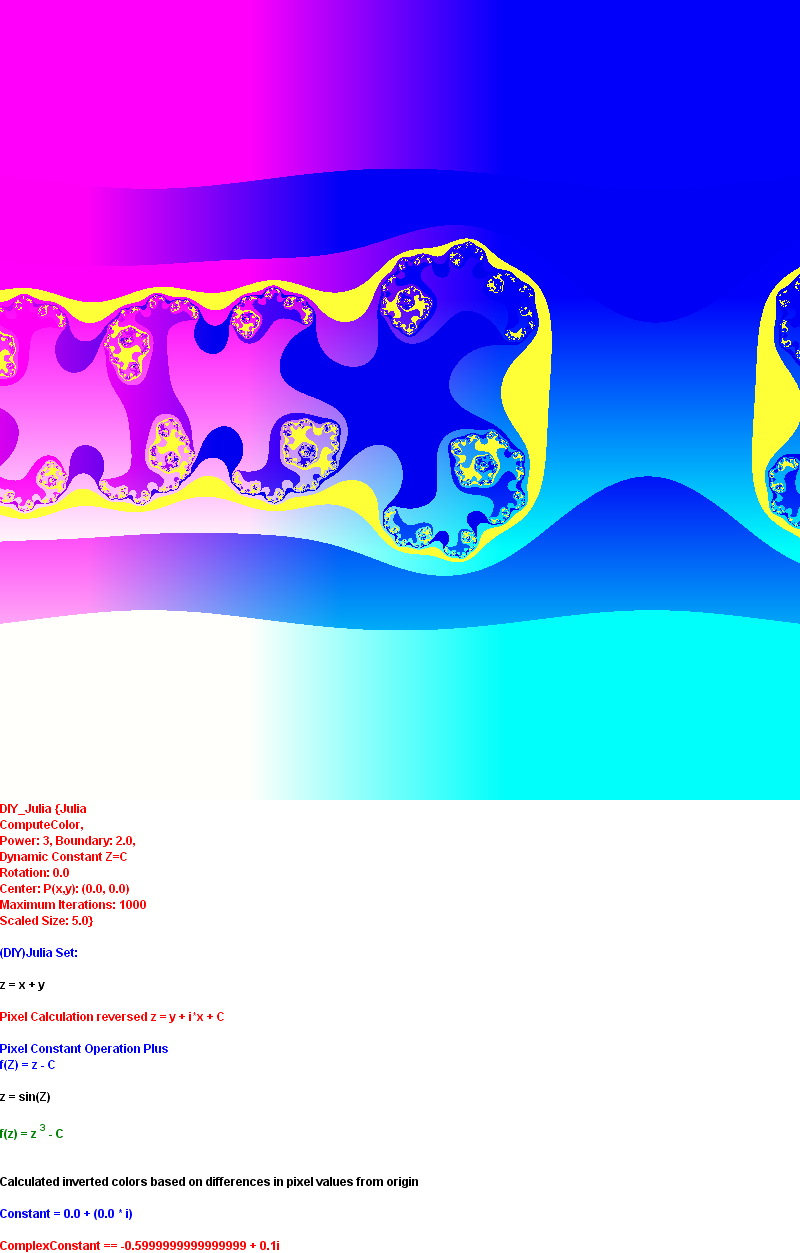 DIY_Julia {Julia
ComputeColor,
Power: 3, Boundary: 2.0,
Dynamic Constant Z=C
Rotation: 0.0
Center: P(x,y): (0.0, 0.0)
Maximum Iterations: 1000
Scaled Size: 5.0}
(DIY)Julia Set:
z = x + y
Pixel Calculation reversed z = y + i*x + C
Pixel Constant Operation Plus
f(Z) = z - C
z = sin(Z)
f(z) = z ³ - C
Calculated inverted colors based on differences in pixel values from origin
Constant = 0.0 + (0.0 * i)
ComplexConstant == -0.5999999999999999 + 0.1i